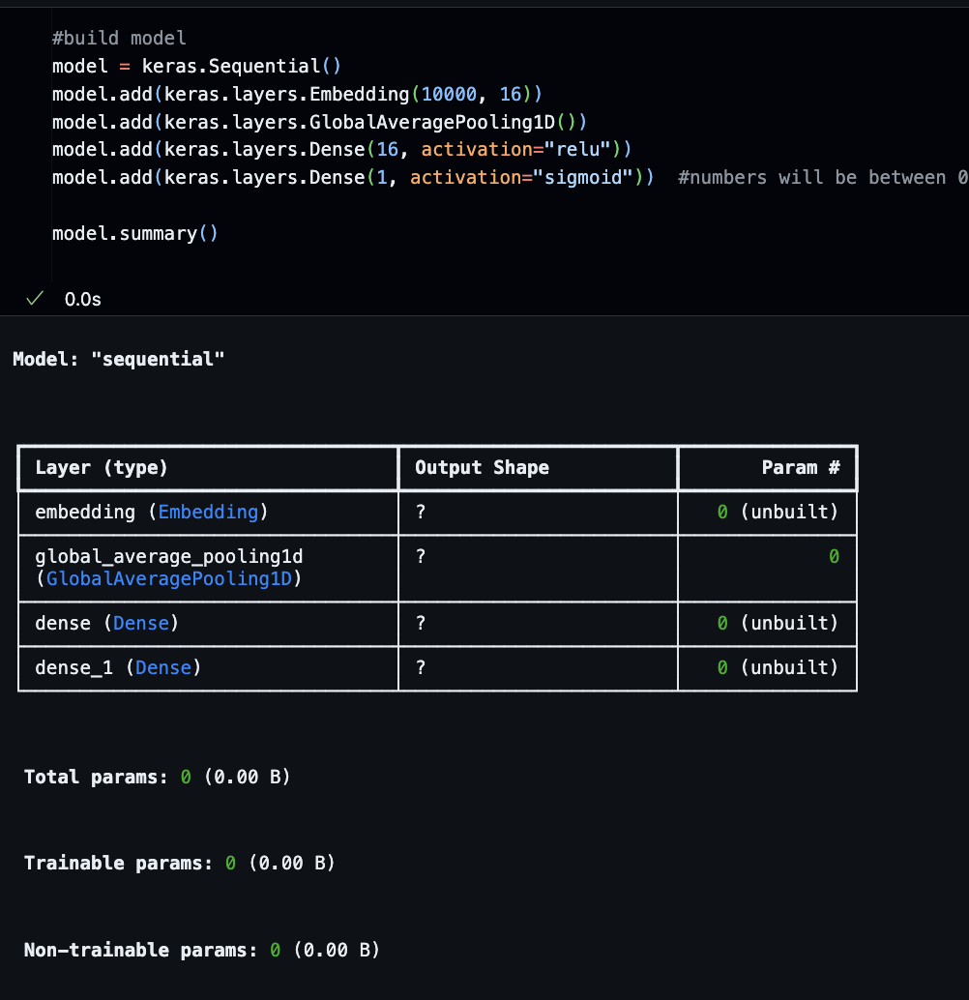 #build model
model = keras.Sequential()
model.add(keras.layers.Embedding(10000, 16))
model.add(keras.layers.GlobalAveragePooling1D())
model.add(keras.layers.Dense(16, activation="relu"))
model.add(keras.layers.Dense(1, activation="sigmoid"))  #numbers will be between 0
model.summary()
✓ 0.0s
Model: "sequential"
Layer (type) Output Shape Param #
embedding (Embedding) ? 0 (unbuilt)
global_average_pooling1d ? 0
(GlobalAveragePooling1D)
dense (Dense) ? 0 (unbuilt)
dense_1 (Dense) ? 0 (unbuilt)
Total params: 0 (0.00 B)
Trainable params: 0 (0.00 B)
Non-trainable params: 0 (0.00 B)